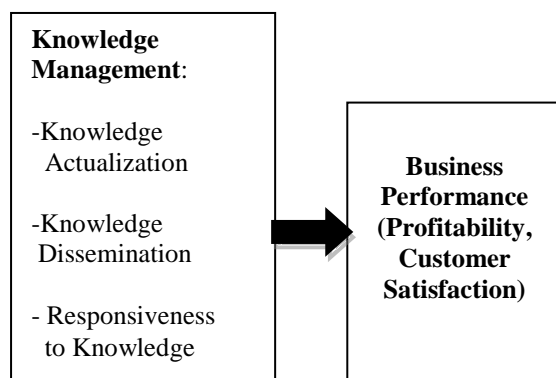 Knowledge
Management:
-Knowledge
Actualization
-Knowledge
Dissemination
- Responsiveness
to Knowledge
Business
Performance
(Profitability,
Customer
Satisfaction)